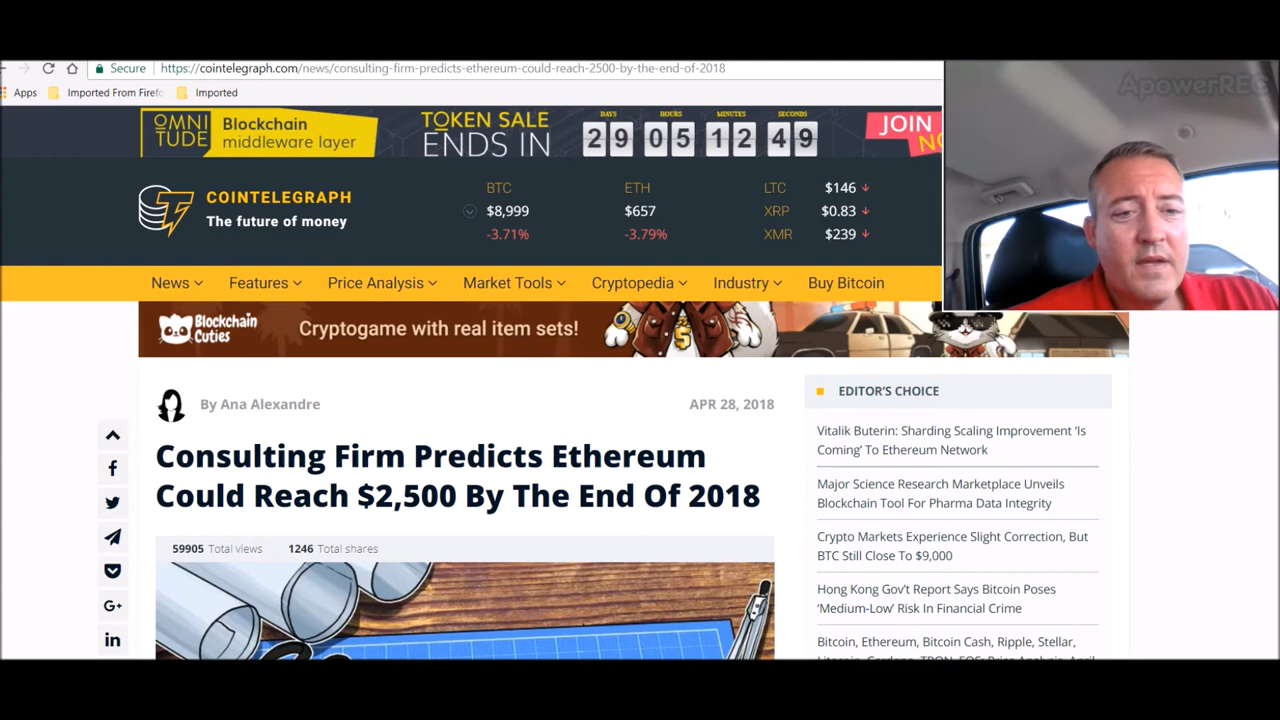 ApowerREC
Secure https://cointelegraph.com/news/consulting-firm-predicts-ethereum-could-reach-2500-by-the-end-of-2018
Apps Imported From Firef Imported
OMNI
TUDE
Blockchain
middleware layer
TOKEN SALE
ENDS IN
DAYS HOURS MINUTES SECONDS
29 05 12 49
JOIN
NO
COINTELEGRAPH
The future of money
BTC
$8,999
-3.71%
ETH
$657
-3.79%
LTC $146
XRP $0.83
XMR $239
News Features Price Analysis Market Tools Cryptopedia Industry Buy Bitcoin
Blockchain
Cuties
Cryptogame with real item sets!
By Ana Alexandre APR 28, 2018
Consulting Firm Predicts Ethereum
Could Reach $2,500 By The End Of 2018
59905 Total views 1246 Total shares
G+
in
EDITOR'S CHOICE
Vitalik Buterin: Sharding Scaling Improvement 'Is
Coming' To Ethereum Network
Major Science Research Marketplace Unveils
Blockchain Tool For Pharma Data Integrity
Crypto Markets Experience Slight Correction, But
BTC Still Close To $9,000
Hong Kong Gov't Report Says Bitcoin Poses
'Medium-Low' Risk In Financial Crime
Bitcoin, Ethereum, Bitcoin Cash, Ripple, Stellar,